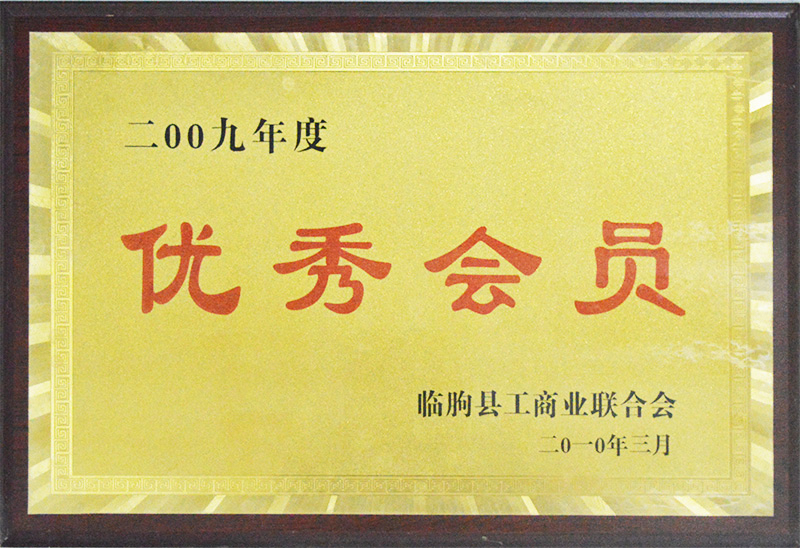 二00九年度
优秀会员
临朐县工商业联合会
二0一0年三月